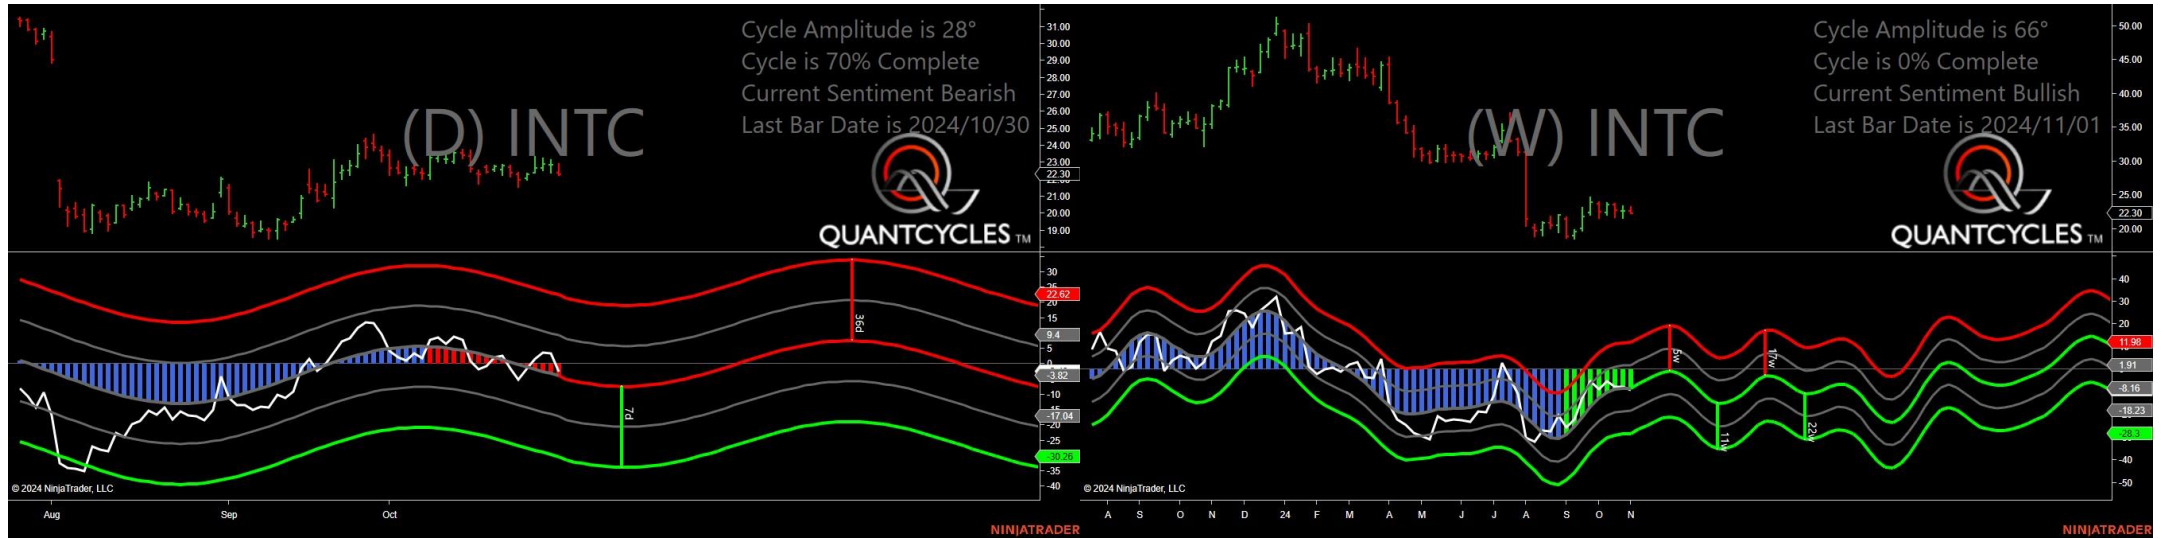 Cycle Amplitude is 28°
Cycle is 70% Complete
Current Sentiment Bearish
Last Bar Date is 2024/10/30
(D) INTC
QUANTCYCLES TM
31.00
30.00
29.00
28.00
27.00
26.00
25.00
24.00
23.00
22.30
21.00
20.00
19.00
30
22.62
20
15
9.4
5
-3.82
-10
-17.04
-20
-25
-30.26
-35
-40
36d
7d
© 2024 NinjaTrader, LLC
Aug Sep Oct
NINJATRADER
Cycle Amplitude is 66°
Cycle is 0% Complete
Current Sentiment Bullish
Last Bar Date is 2024/11/01
(W) INTC
QUANTCYCLES TM
50.00
45.00
40.00
35.00
30.00
25.00
22.30
20.00
40
30
20
11.98
1.91
-8.16
-18.23
-28.3
-40
-50
5w
17w
11w
22w
© 2024 NinjaTrader, LLC
A S O N D 24 F M A M J J A S O N
NINJATRADER